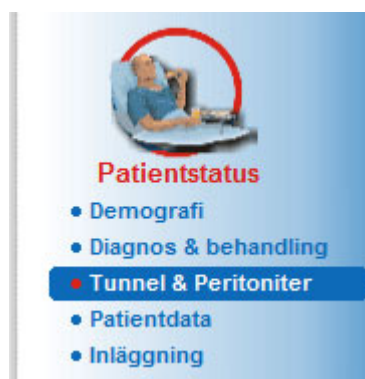 Patientstatus
Demografi
Diagnos & behandling
Tunnel & Peritoniter
Patientdata
Inläggning